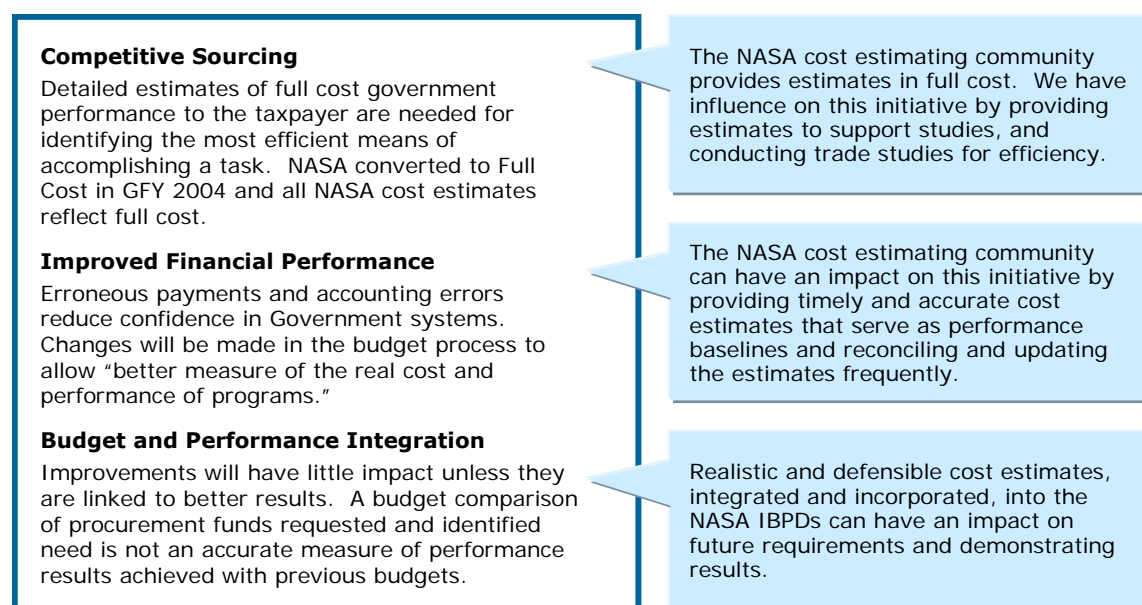 Competitive Sourcing
Detailed estimates of full cost government
performance to the taxpayer are needed for
identifying the most efficient means of
accomplishing a task.  NASA converted to Full
Cost in GFY 2004 and all NASA cost estimates
reflect full cost.
The NASA cost estimating community
provides estimates in full cost.  We have
influence on this initiative by providing
estimates to support studies, and
conducting trade studies for efficiency.
Improved Financial Performance
Erroneous payments and accounting errors
reduce confidence in Government systems.
Changes will be made in the budget process to
allow “better measure of the real cost and
performance of programs.”
The NASA cost estimating community
can have an impact on this initiative by
providing timely and accurate cost
estimates that serve as performance
baselines and reconciling and updating
the estimates frequently.
Budget and Performance Integration
Improvements will have little impact unless they
are linked to better results.  A budget comparison
of procurement funds requested and identified
need is not an accurate measure of performance
results achieved with previous budgets.
Realistic and defensible cost estimates,
integrated and incorporated, into the
NASA IBPDs can have an impact on
future requirements and demonstrating
results.